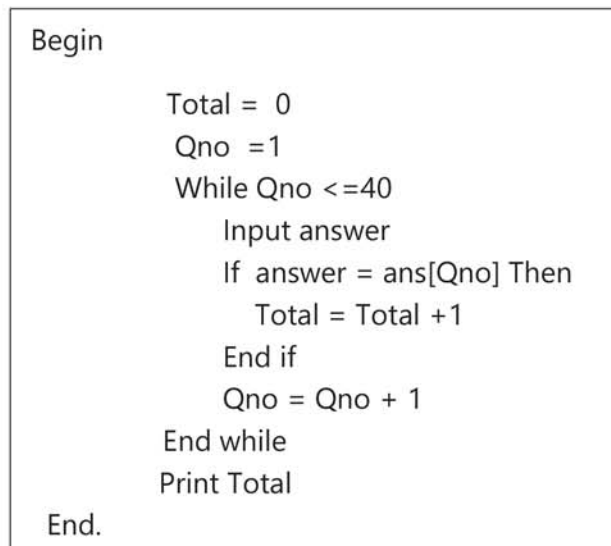 Begin
Total = 0
Qno =1
While Qno <=40
Input answer
If answer = ans[Qno] Then
Total = Total +1
End if
Qno = Qno + 1
End while
Print Total
End.